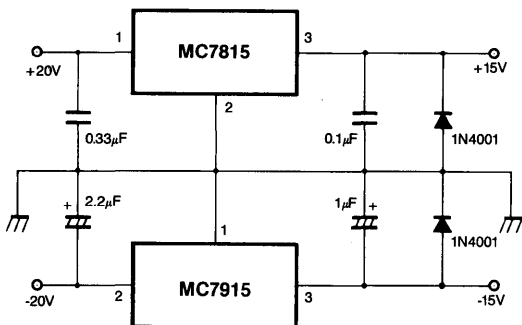 1
MC7815
3
+20V
+15V
2
0.33μF
0.1μF
1N4001
+
2.2μF
1μF
+
1
1N4001
2
MC7915
3
-20V
-15V